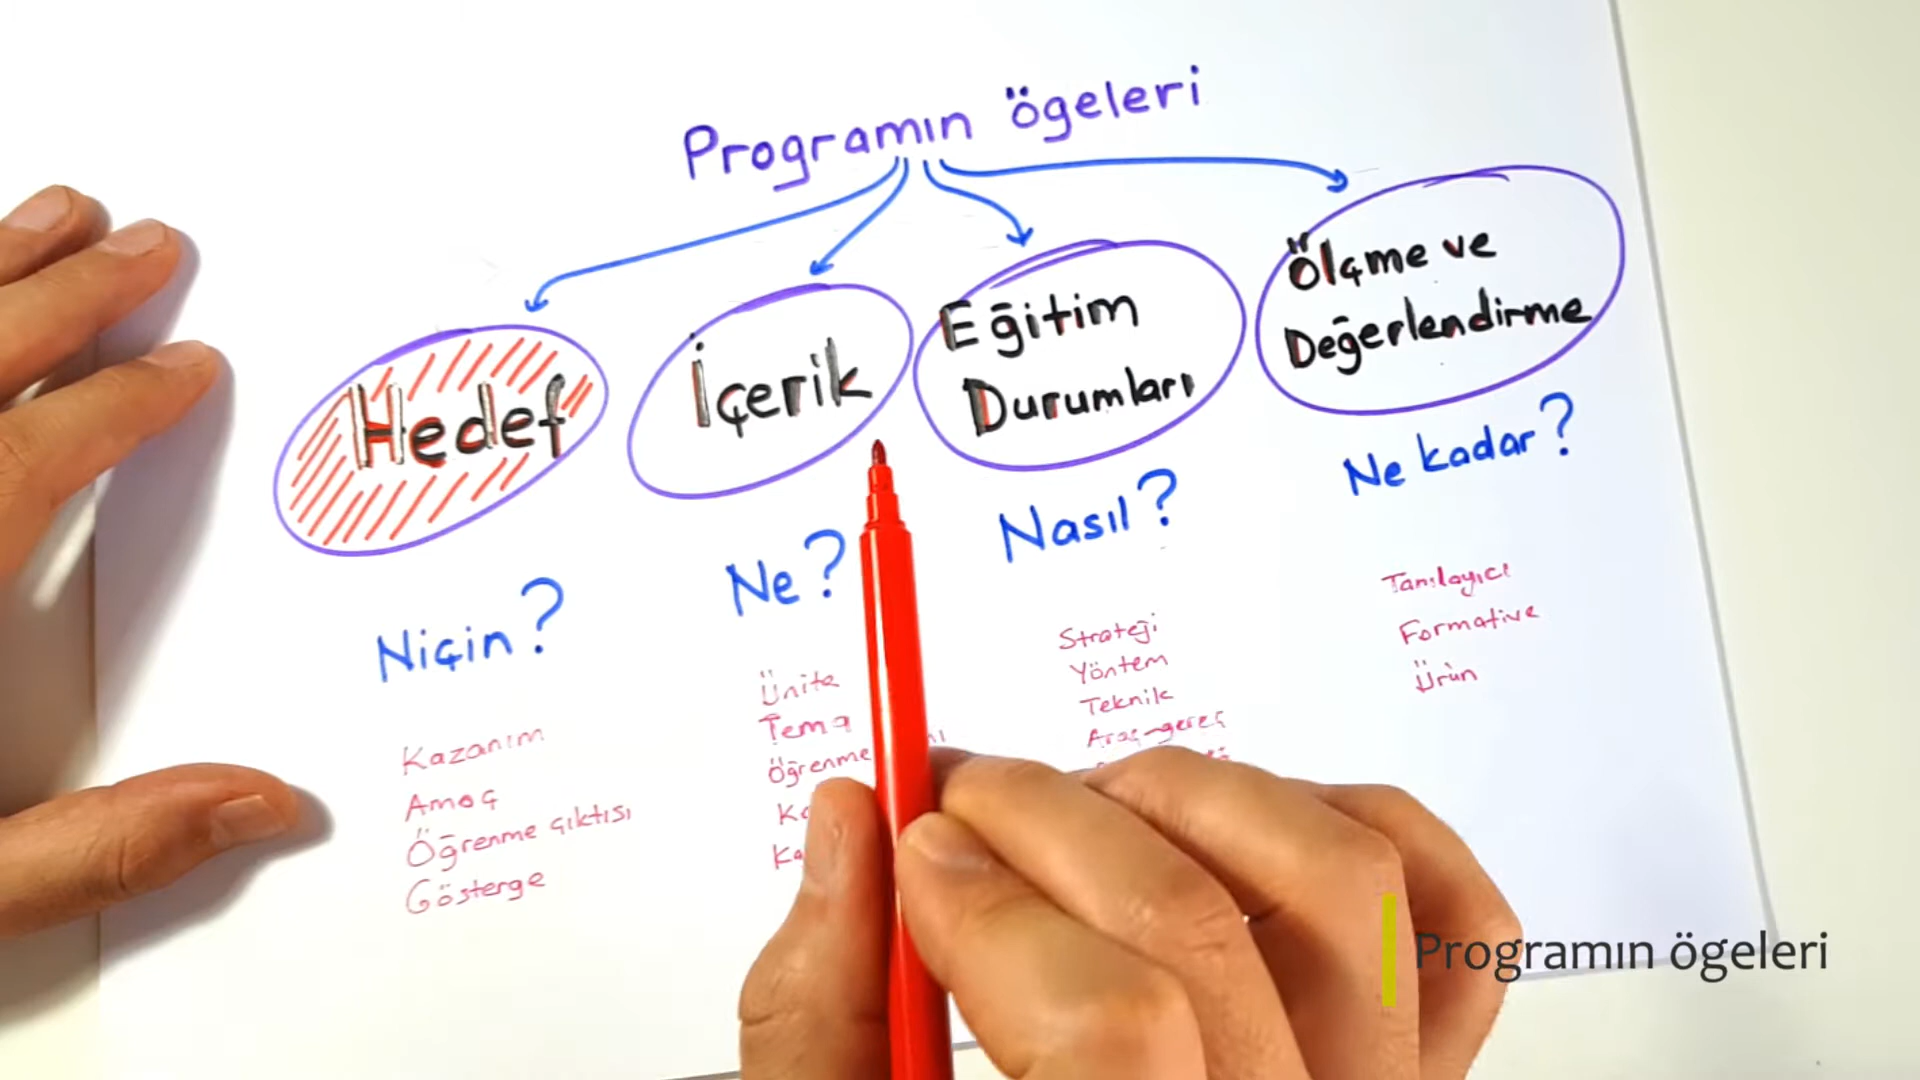 Programın ögeleri
Hedef
İçerik
Eğitim
Durumları
Ölçme ve
Değerlendirme
Niçin?
Ne?
Nasıl?
Ne kadar?
Kazanım
Amaç
Öğrenme çıktısı
Gösterge
Ünite
Tema
Öğrenme
Strateji
Yöntem
Teknik
Araç-gereç
Tanılayıcı
Formative
Ürün
Programın ögeleri